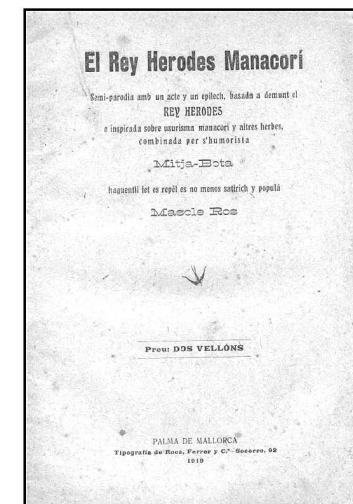 El Rey Herodes Manacorí
Semi-parodia amb un acte y un epílech, basada a demunt el
REY HERODES
e inspirada sobre usurisma manacorí y altres herbes,
combinada per s'humorista
Mitja-Bota
haguentli fet es repél es no menos satírich y populá
Mascle Ros
Preu: DOS VELLÓNS
PALMA DE MALLORCA
Tipografía de Roca, Ferrer y C.ª - Socorro, 92
1919